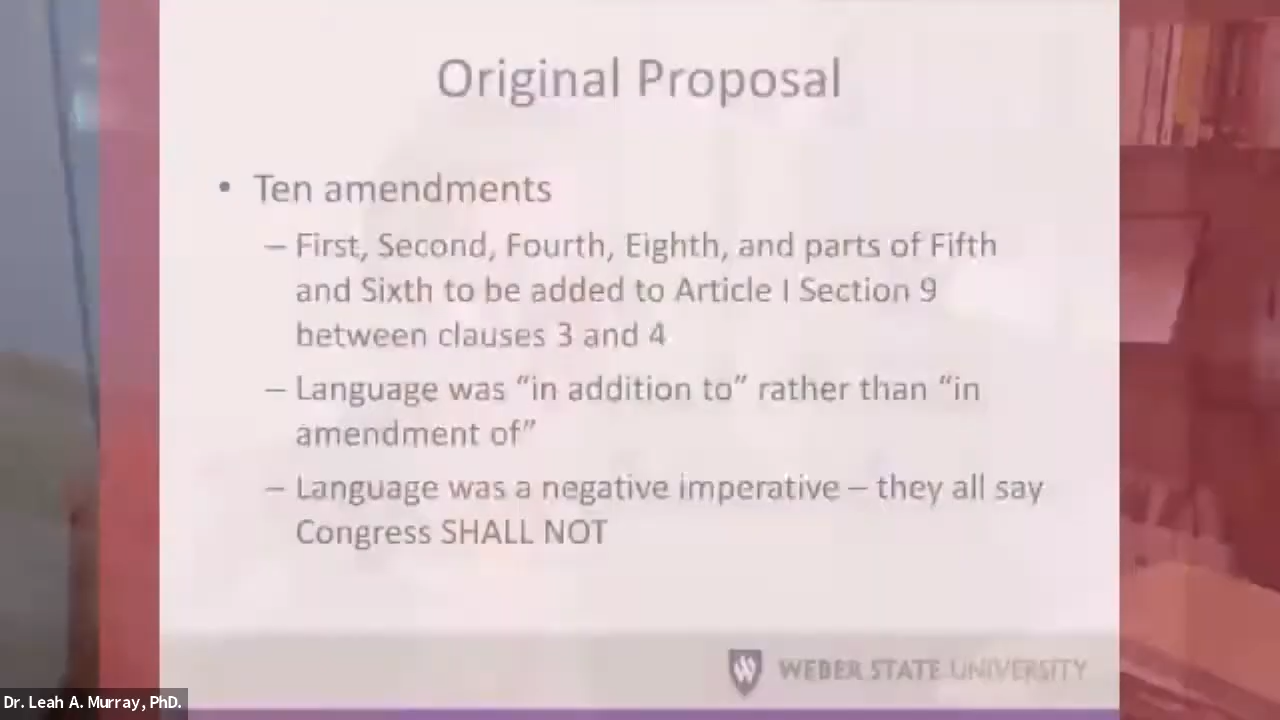 Original Proposal
• Ten amendments
– First, Second, Fourth, Eighth, and parts of Fifth
and Sixth to be added to Article I Section 9
between clauses 3 and 4
– Language was “in addition to” rather than “in
amendment of”
– Language was a negative imperative – they all say
Congress SHALL NOT
WEBER STATE UNIVERSITY
Dr. Leah A. Murray, PhD.